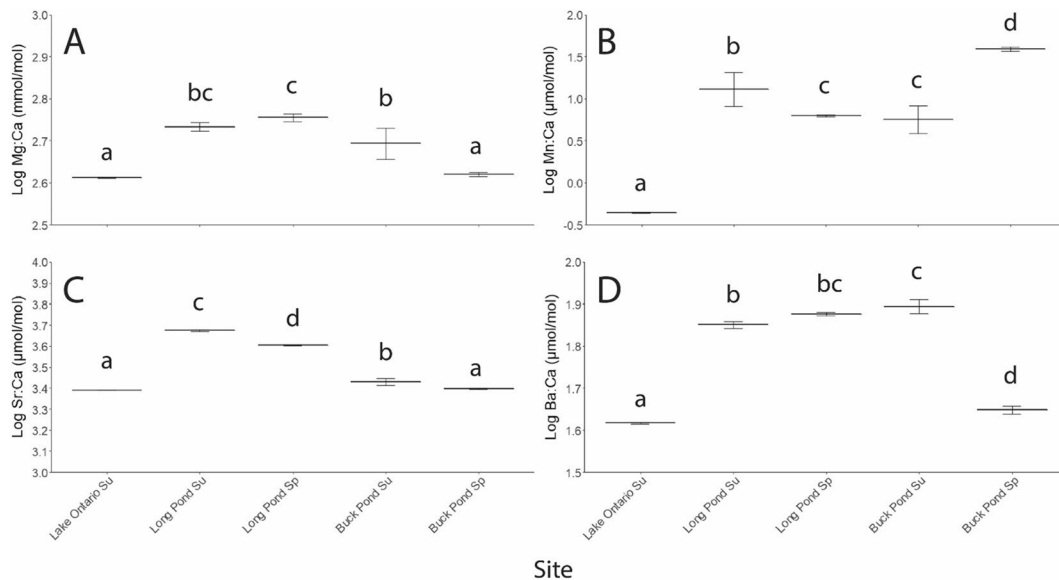 A
Log Mg:Ca (mmol/mol)
3.0
2.9
2.8
2.7
2.6
2.5
a
bc
c
b
a
B
Log Mn:Ca (µmol/mol)
2.0
1.5
1.0
0.5
0.0
-0.5
a
b
c
c
d
C
Log Sr:Ca (µmol/mol)
4.0
3.9
3.8
3.7
3.6
3.5
3.4
3.3
3.2
3.1
3.0
a
c
d
b
a
Lake Ontario Su
Long Pond Su
Long Pond Sp
Buck Pond Su
Buck Pond Sp
D
Log Ba:Ca (µmol/mol)
2.0
1.9
1.8
1.7
1.6
1.5
a
b
bc
c
d
Lake Ontario Su
Long Pond Su
Long Pond Sp
Buck Pond Su
Buck Pond Sp
Site